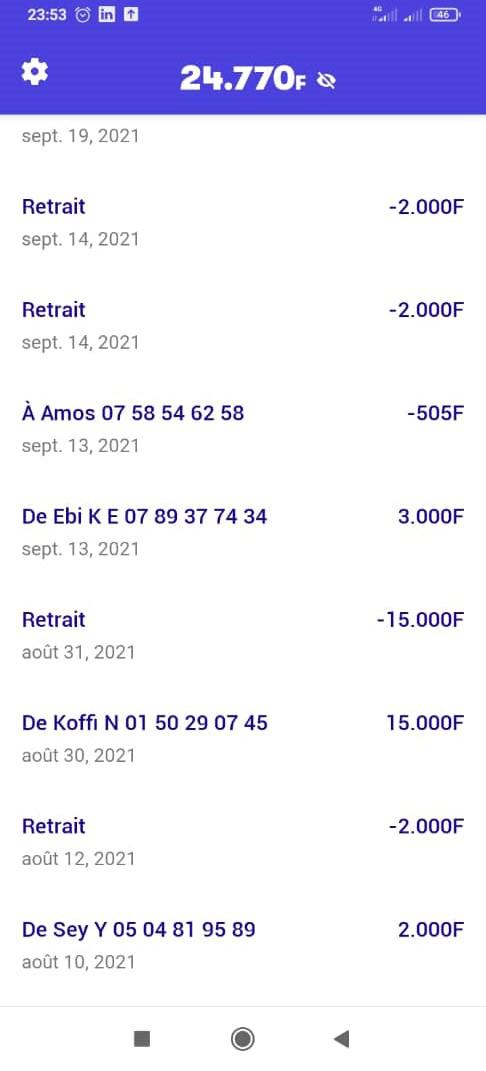 23:53
4G
46
24.770F
sept. 19, 2021
Retrait -2.000F
sept. 14, 2021
Retrait -2.000F
sept. 14, 2021
À Amos 07 58 54 62 58 -505F
sept. 13, 2021
De Ebi K E 07 89 37 74 34 3.000F
sept. 13, 2021
Retrait -15.000F
août 31, 2021
De Koffi N 01 50 29 07 45 15.000F
août 30, 2021
Retrait -2.000F
août 12, 2021
De Sey Y 05 04 81 95 89 2.000F
août 10, 2021